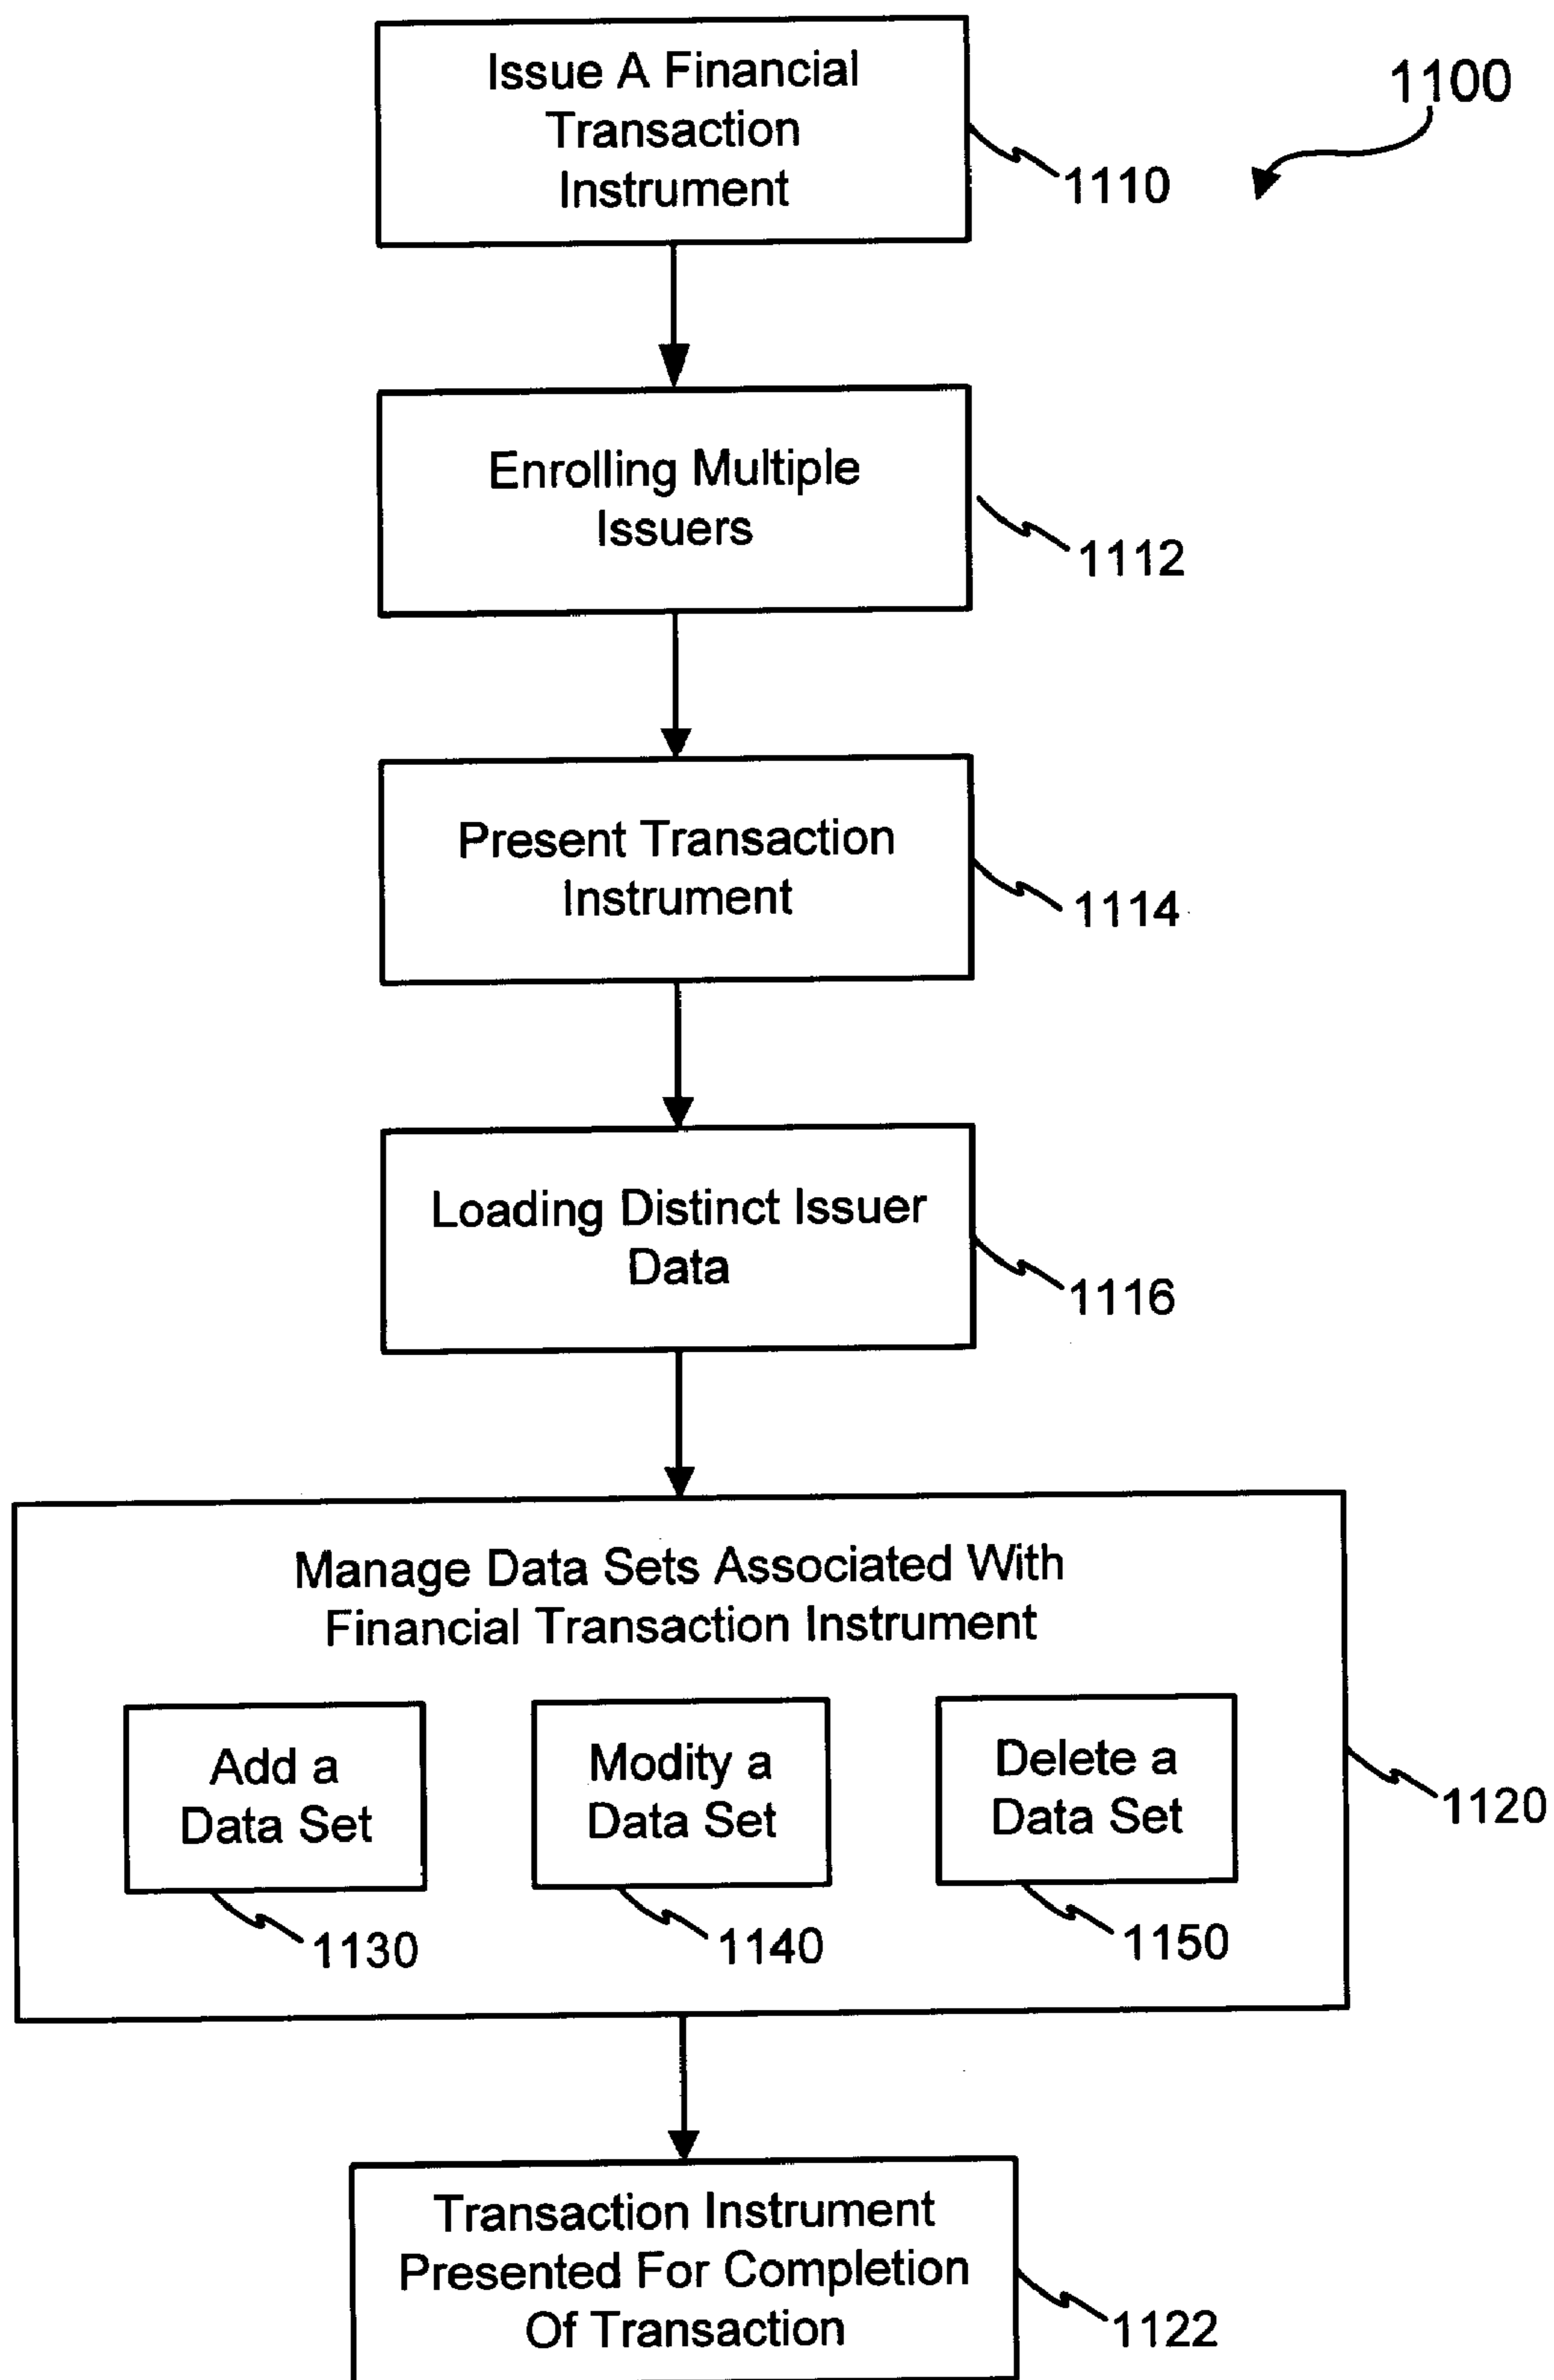 Issue A Financial
Transaction
Instrument
1100
1110
Enrolling Multiple
Issuers
1112
Present Transaction
Instrument
1114
Loading Distinct Issuer
Data
1116
Manage Data Sets Associated With
Financial Transaction Instrument
Add a
Data Set
Modity a
Data Set
Delete a
Data Set
1120
1130
1140
1150
Transaction Instrument
Presented For Completion
Of Transaction
1122